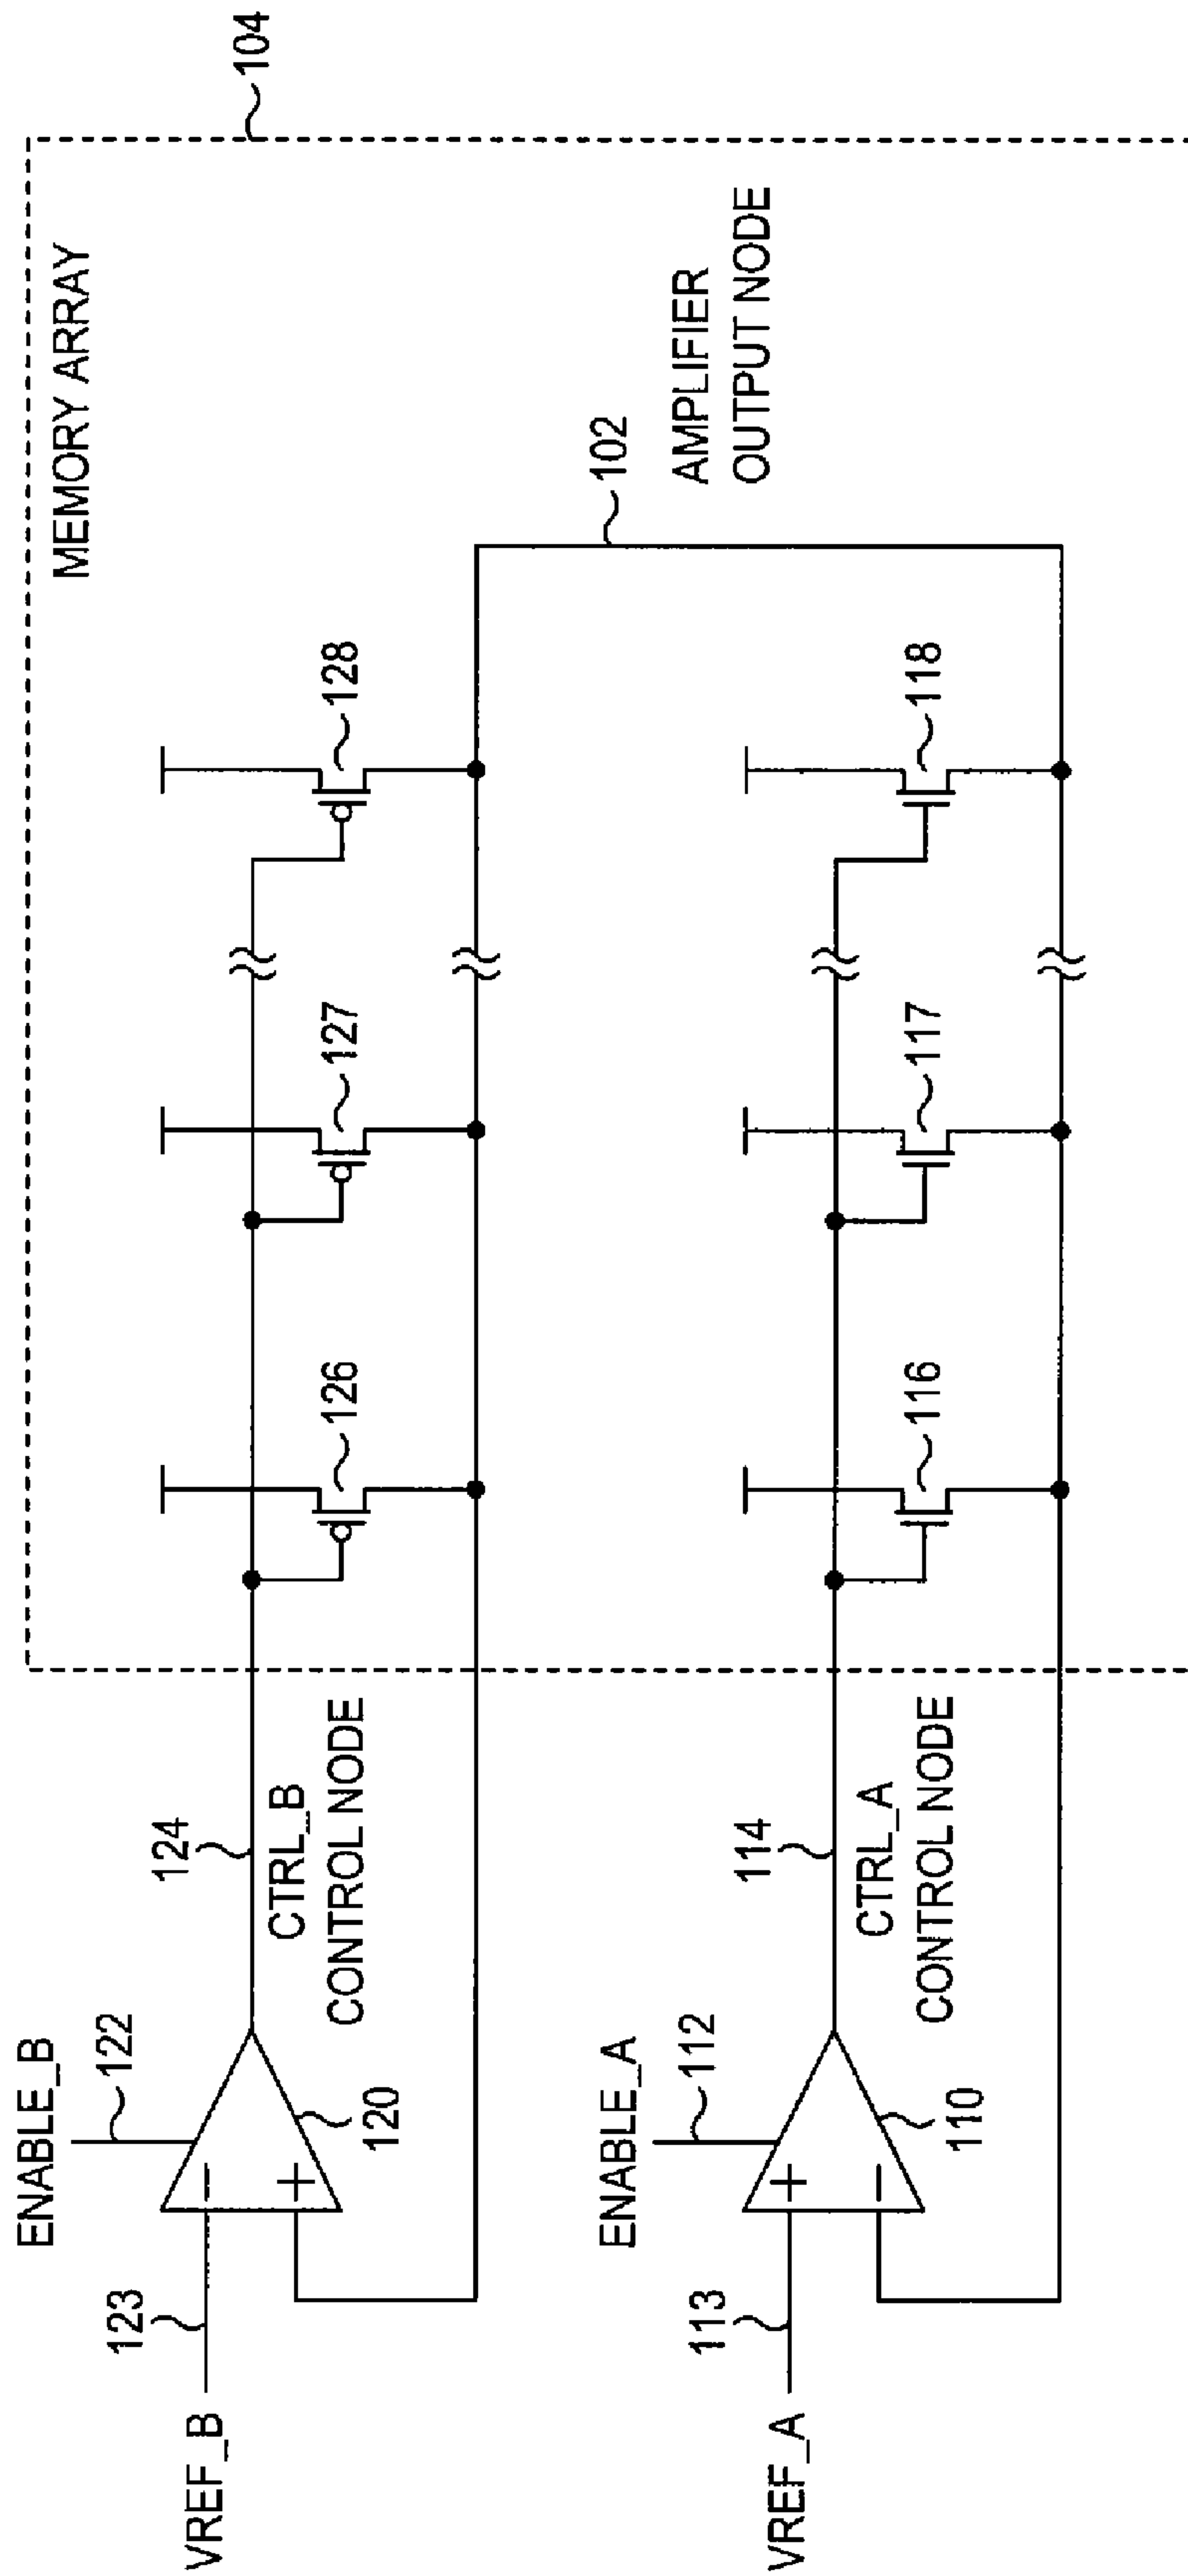 104
MEMORY ARRAY
ENABLE_B
122
124
126
127
128
123
VREF_B
−
+
120
CTRL_B
CONTROL NODE
102
AMPLIFIER
OUTPUT NODE
ENABLE_A
112
114
116
117
118
113
VREF_A
+
−
110
CTRL_A
CONTROL NODE